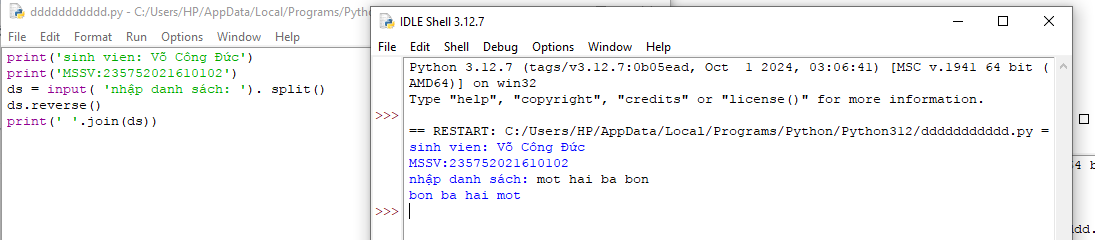 ddddddddddd.py - C:/Users/HP/AppData/Local/Programs/Pytho
File Edit Format Run Options Window Help
print('sinh vien: Võ Công Đức')
print('MSSV:235752021610102')
ds = input( 'nhập danh sách: '). split()
ds.reverse()
print(' '.join(ds))
IDLE Shell 3.12.7
File Edit Shell Debug Options Window Help
Python 3.12.7 (tags/v3.12.7:0b05ead, Oct  1 2024, 03:06:41) [MSC v.1941 64 bit (
AMD64)] on win32
Type "help", "copyright", "credits" or "license()" for more information.
>>>
== RESTART: C:/Users/HP/AppData/Local/Programs/Python/Python312/ddddddddddd.py =
sinh vien: Võ Công Đức
MSSV:235752021610102
nhập danh sách: mot hai ba bon
bon ba hai mot
>>>